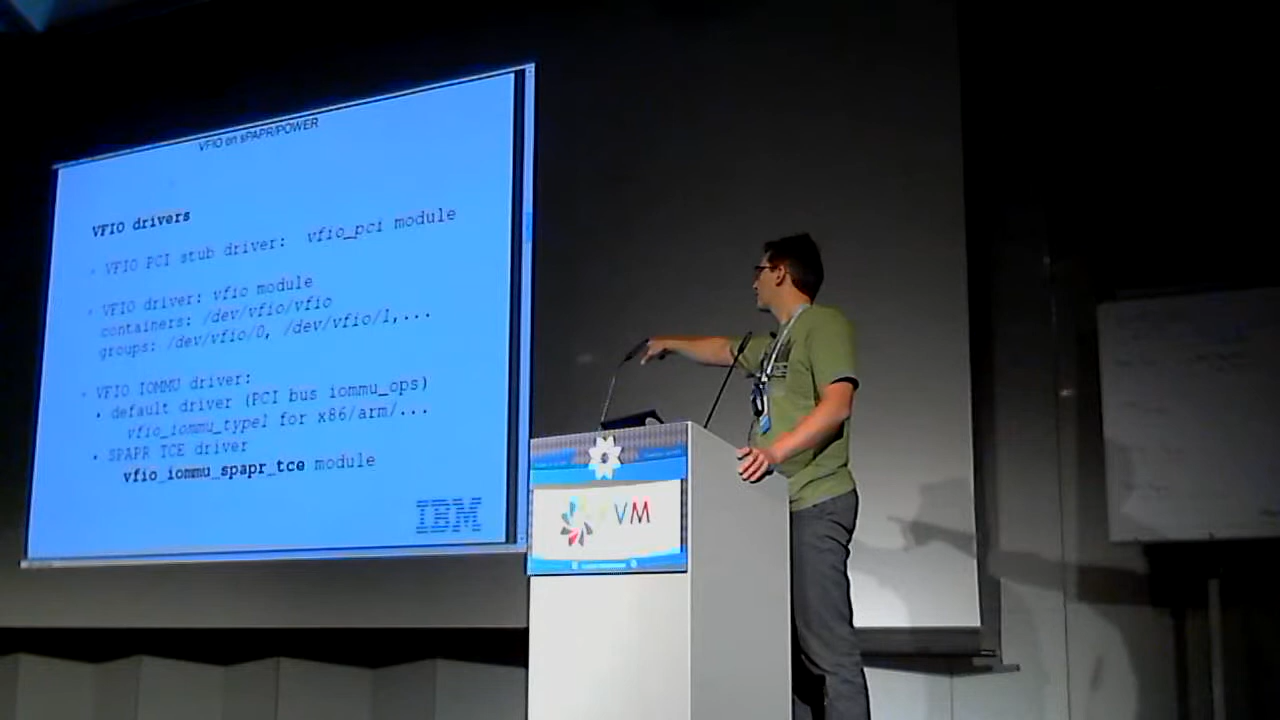 VFIO on sPAPR/POWER
VFIO drivers
VFIO PCI stub driver: vfio_pci module
VFIO driver: vfio module
containers: /dev/vfio/vfio
groups: /dev/vfio/0, /dev/vfio/1,...
VFIO IOMMU driver:
• default driver (PCI bus iommu_ops)
vfio_iommu_type1 for x86/arm/...
• SPAPR TCE driver
vfio_iommu_spapr_tce module
IBM
VM